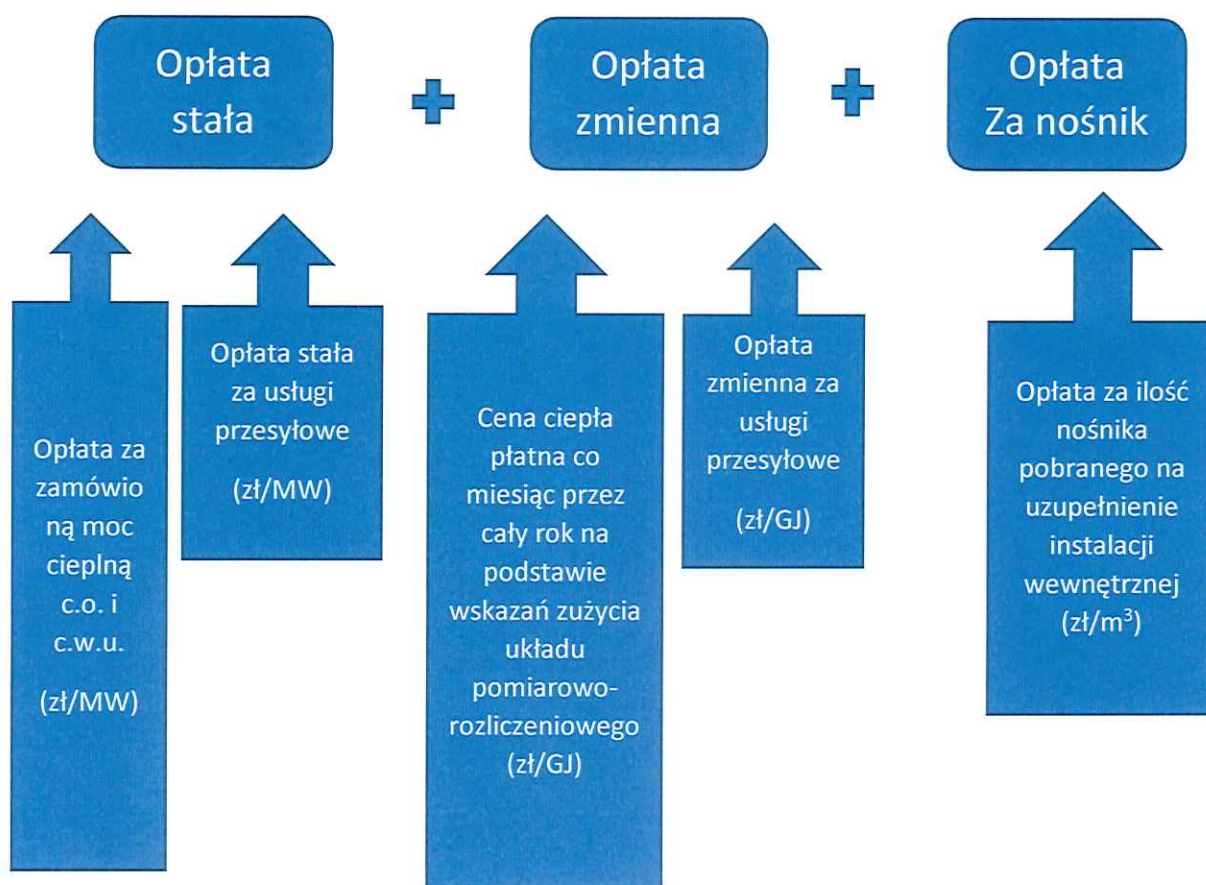 Opłata
stała
Opłata
zmienna
Opłata
Za nośnik
Opłata za
zamówio
ną moc
cieplną
c.o. i
c.w.u.
(zł/MW)
Opłata stała
za usługi
przesyłowe
(zł/MW)
Cena ciepła
płatna co
miesiąc przez
cały rok na
podstawie
wskazań zużycia
układu
pomiarowo-
rozliczeniowego
(zł/GJ)
Opłata
zmienna za
usługi
przesyłowe
(zł/GJ)
Opłata za ilość
nośnika
pobranego na
uzupełnienie
instalacji
wewnętrznej
(zł/m³)